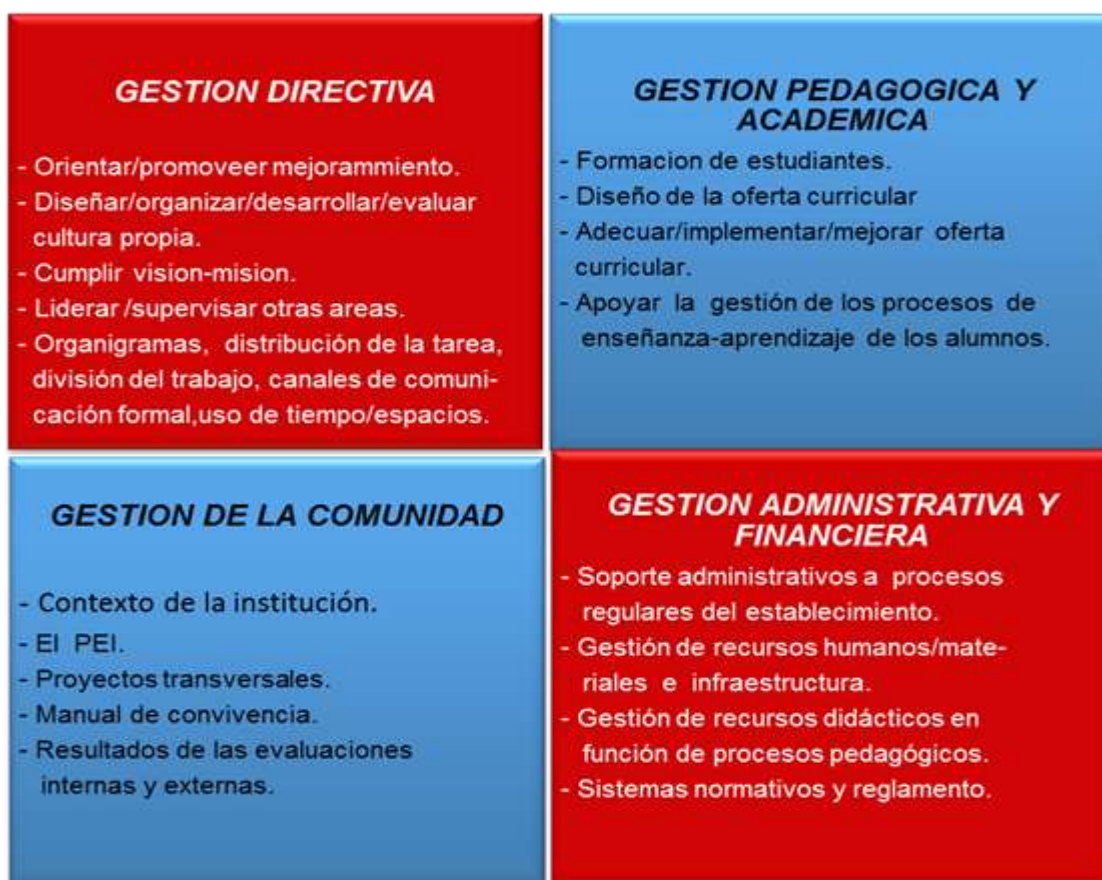 GESTION DIRECTIVA
- Orientar/promoveer mejorammiento.
- Diseñar/organizar/desarrollar/evaluar
cultura propia.
- Cumplir vision-mision.
- Liderar /supervisar otras areas.
- Organigramas, distribución de la tarea,
división del trabajo, canales de comuni-
cación formal,uso de tiempo/espacios.
GESTION PEDAGOGICA Y
ACADEMICA
- Formacion de estudiantes.
- Diseño de la oferta curricular
- Adecuar/implementar/mejorar oferta
curricular.
- Apoyar la gestión de los procesos de
enseñanza-aprendizaje de los alumnos.
GESTION DE LA COMUNIDAD
- Contexto de la institución.
- El PEI.
- Proyectos transversales.
- Manual de convivencia.
- Resultados de las evaluaciones
internas y externas.
GESTION ADMINISTRATIVA Y
FINANCIERA
- Soporte administrativos a procesos
regulares del establecimiento.
- Gestión de recursos humanos/mate-
riales e infraestructura.
- Gestión de recursos didácticos en
función de procesos pedagógicos.
- Sistemas normativos y reglamento.